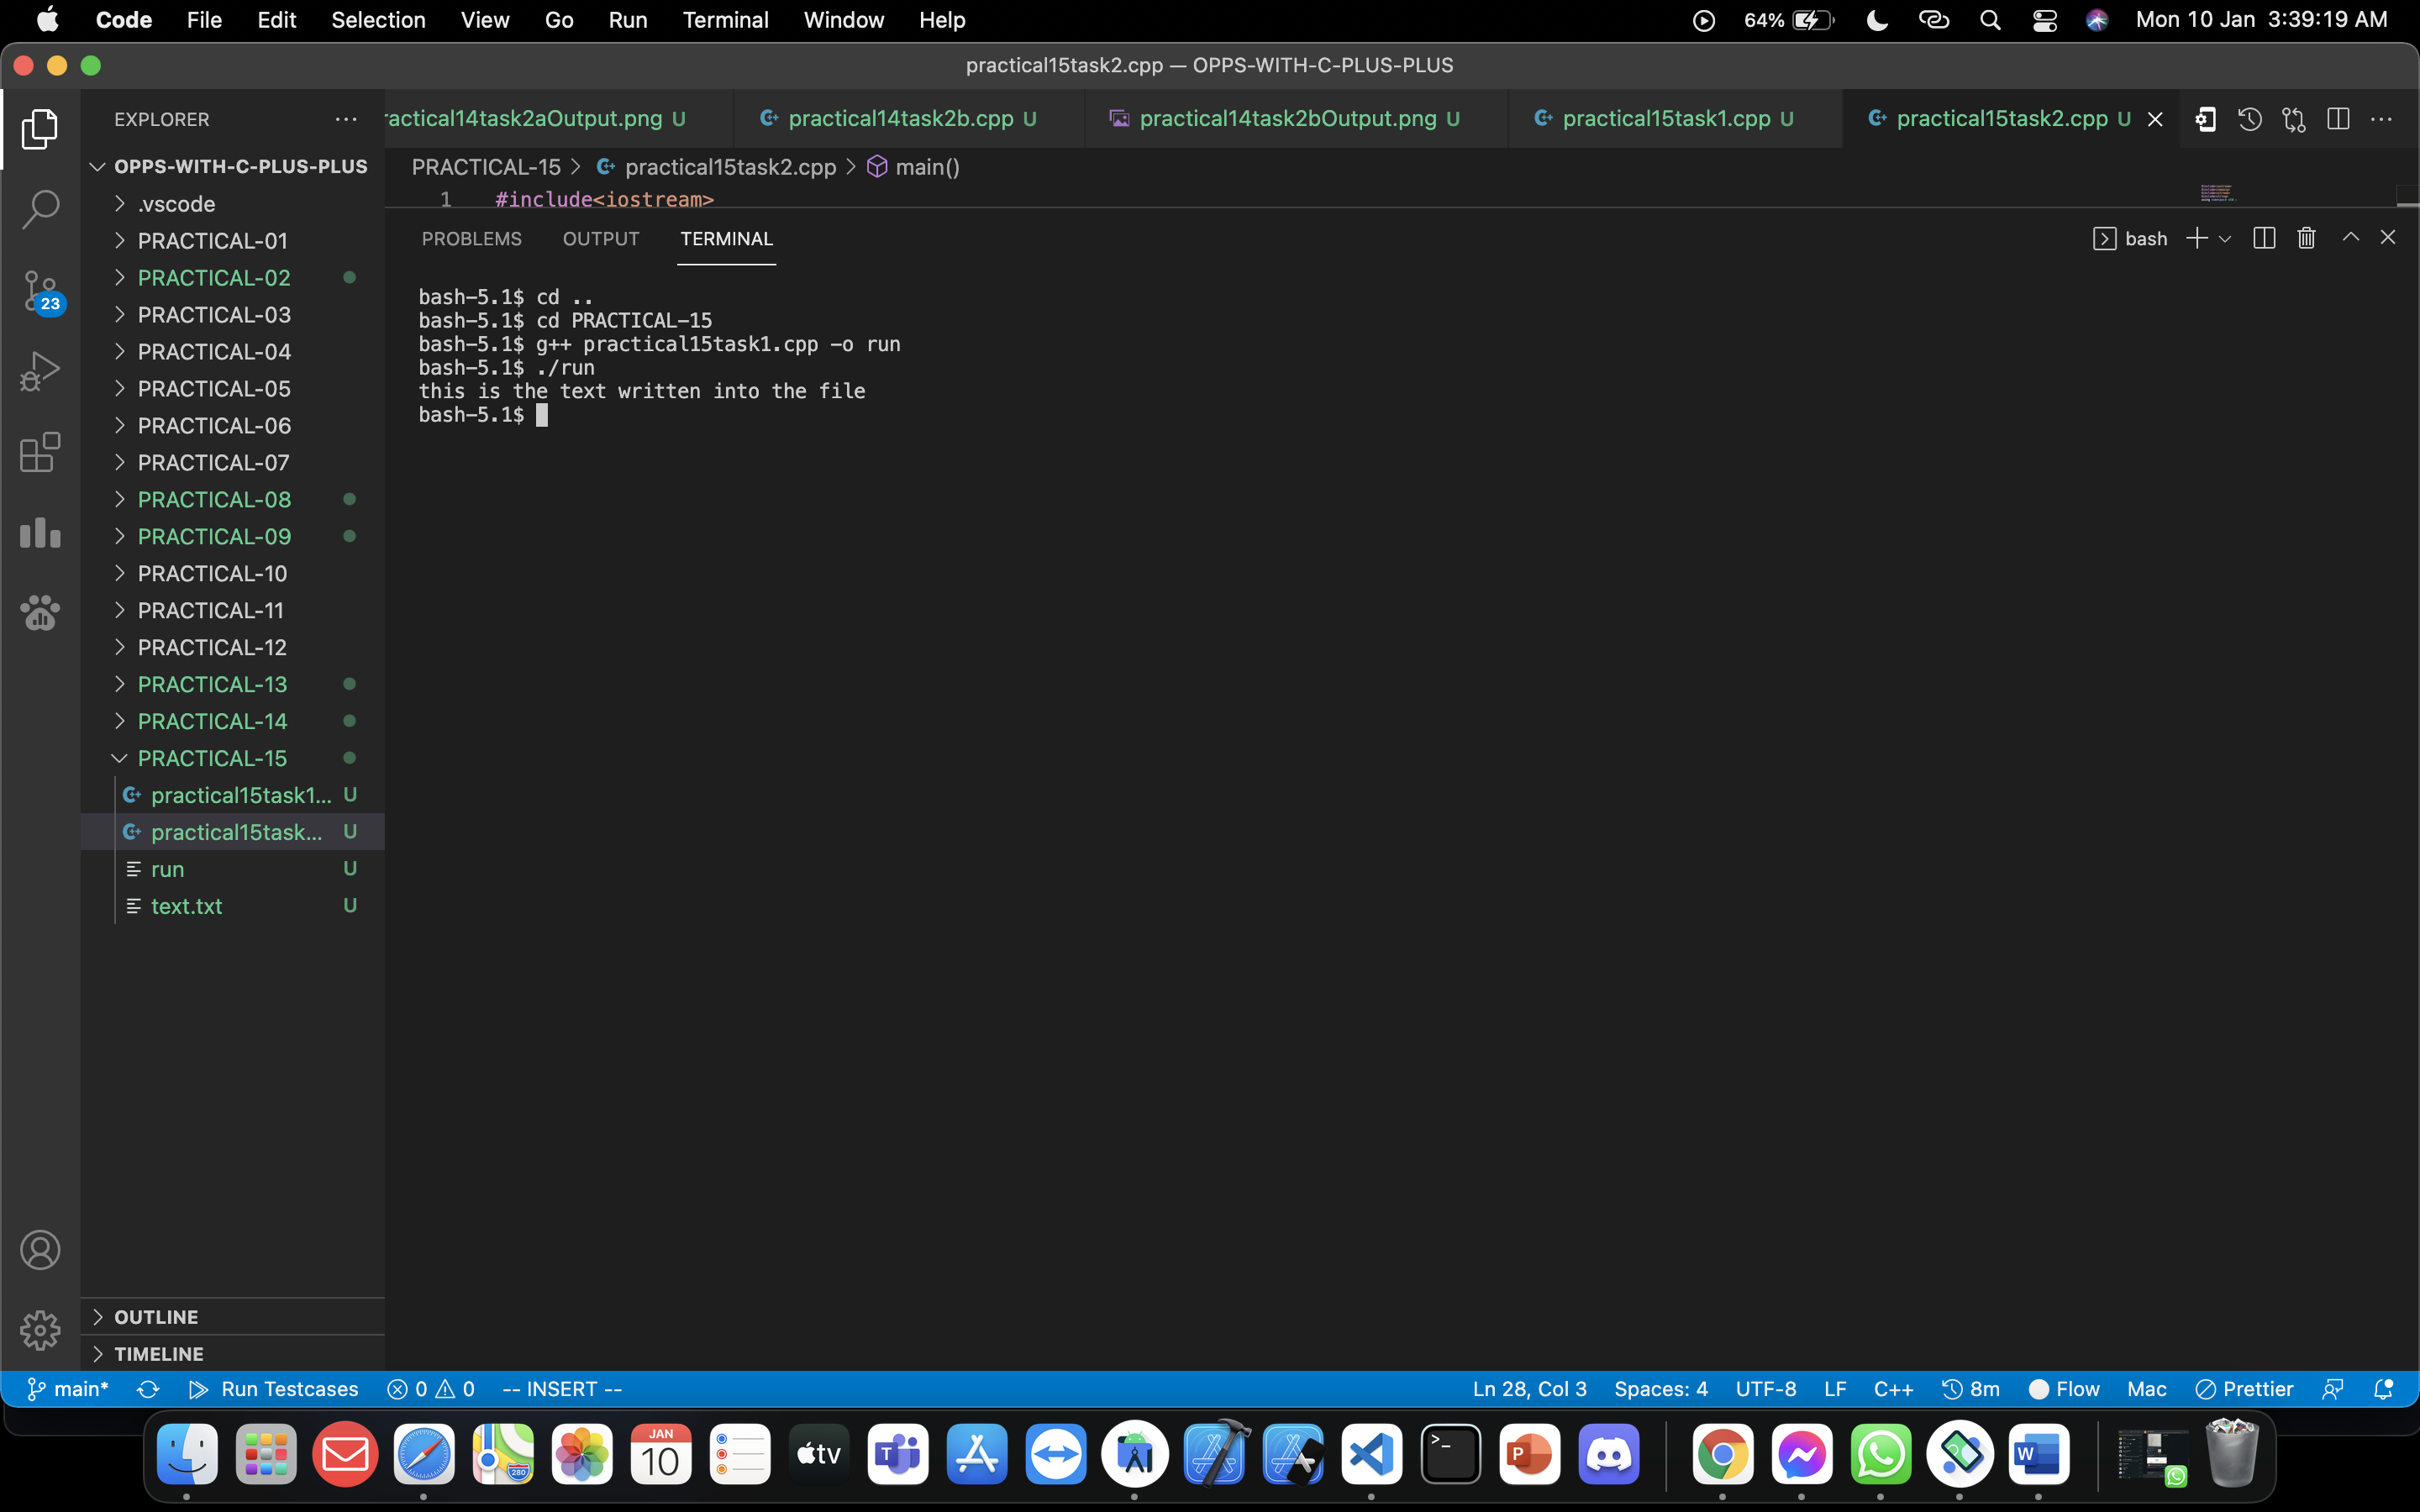 Code File Edit Selection View Go Run Terminal Window Help 64% Mon 10 Jan 3:39:19 AM
practical15task2.cpp — OPPS-WITH-C-PLUS-PLUS
EXPLORER
ractical14task2aOutput.png U practical14task2b.cpp U practical14task2bOutput.png U practical15task1.cpp U practical15task2.cpp U
OPPS-WITH-C-PLUS-PLUS
PRACTICAL-15 > practical15task2.cpp > main()
1 #include<iostream>
.vscode
PRACTICAL-01
PRACTICAL-02
PRACTICAL-03
PRACTICAL-04
PRACTICAL-05
PRACTICAL-06
PRACTICAL-07
PRACTICAL-08
PRACTICAL-09
PRACTICAL-10
PRACTICAL-11
PRACTICAL-12
PRACTICAL-13
PRACTICAL-14
PRACTICAL-15
practical15task1... U
practical15task... U
run U
text.txt U
23
OUTLINE
TIMELINE
PROBLEMS OUTPUT TERMINAL
bash
bash-5.1$ cd ..
bash-5.1$ cd PRACTICAL-15
bash-5.1$ g++ practical15task1.cpp -o run
bash-5.1$ ./run
this is the text written into the file
bash-5.1$
main* Run Testcases 0 0 -- INSERT -- Ln 28, Col 3 Spaces: 4 UTF-8 LF C++ 8m Flow Mac Prettier
280
JAN
10
tv
T
>_
P
W